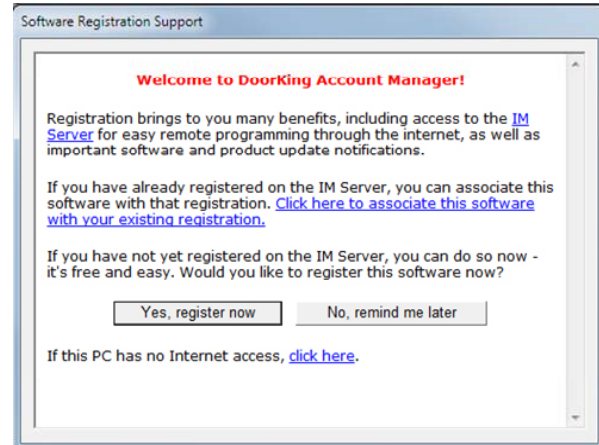 Software Registration Support
Welcome to DoorKing Account Manager!
Registration brings to you many benefits, including access to the IM
Server for easy remote programming through the internet, as well as
important software and product update notifications.
If you have already registered on the IM Server, you can associate this
software with that registration. Click here to associate this software
with your existing registration.
If you have not yet registered on the IM Server, you can do so now -
it's free and easy. Would you like to register this software now?
Yes, register now
No, remind me later
If this PC has no Internet access, click here.